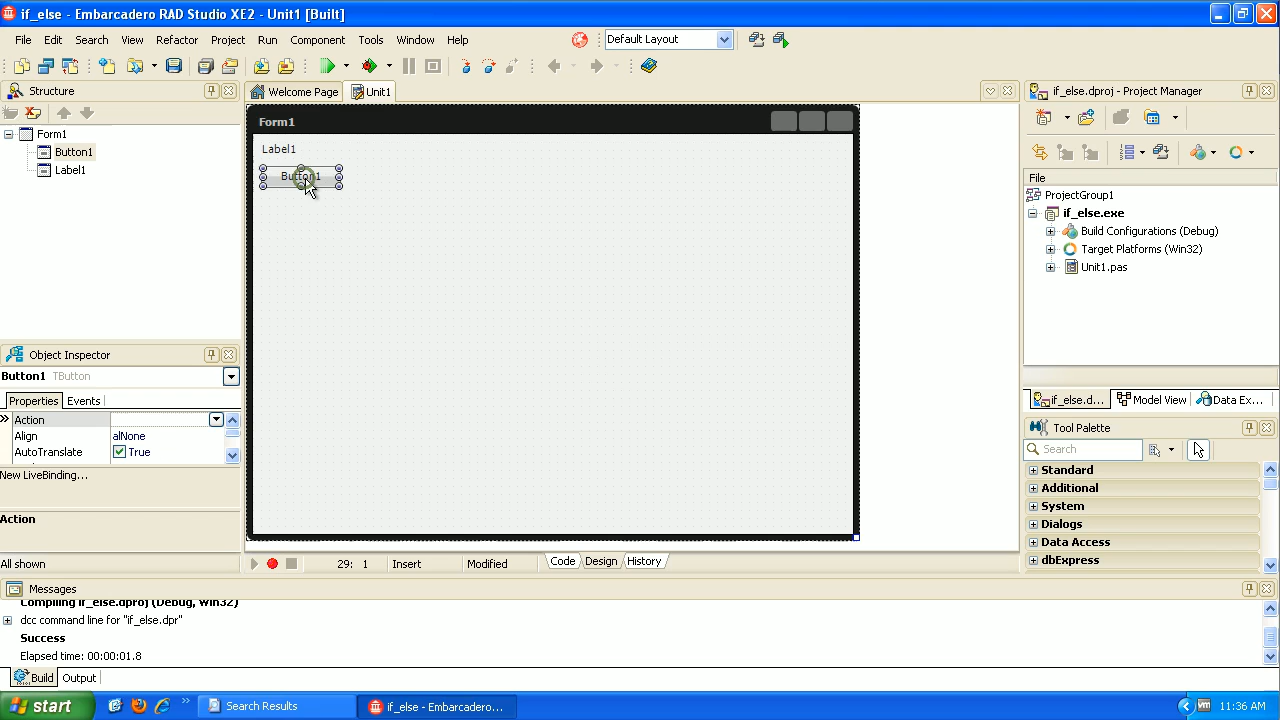 if_else - Embarcadero RAD Studio XE2 - Unit1 [Built]
File Edit Search View Refactor Project Run Component Tools Window Help
Default Layout
Structure
Form1
Button1
Label1
Object Inspector
Button1 TButton
Properties Events
Action
Align alNone
AutoTranslate True
New LiveBinding...
Action
All shown
Welcome Page Unit1
Form1
Label1
Button1
29: 1 Insert Modified Code Design History
if_else.dproj - Project Manager
File
ProjectGroup1
if_else.exe
Build Configurations (Debug)
Target Platforms (Win32)
Unit1.pas
if_else.d... Model View Data Ex...
Tool Palette
Search
Standard
Additional
System
Dialogs
Data Access
dbExpress
Messages
Compiling if_else.dproj (Debug, Win32)
dcc command line for "if_else.dpr"
Success
Elapsed time: 00:00:01.8
Build Output
start Search Results if_else - Embarcadero... 11:36 AM